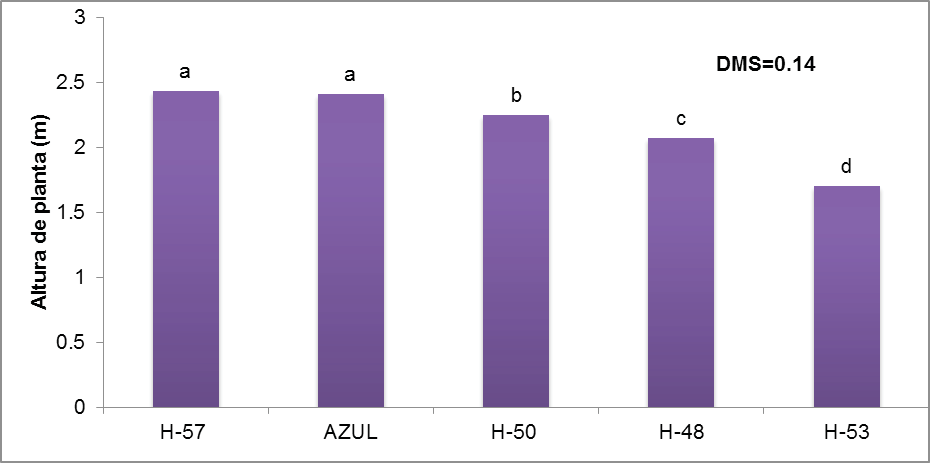 3
2.5
2
1.5
1
0.5
0
Altura de planta (m)
DMS=0.14
a
a
b
c
d
H-57
AZUL
H-50
H-48
H-53